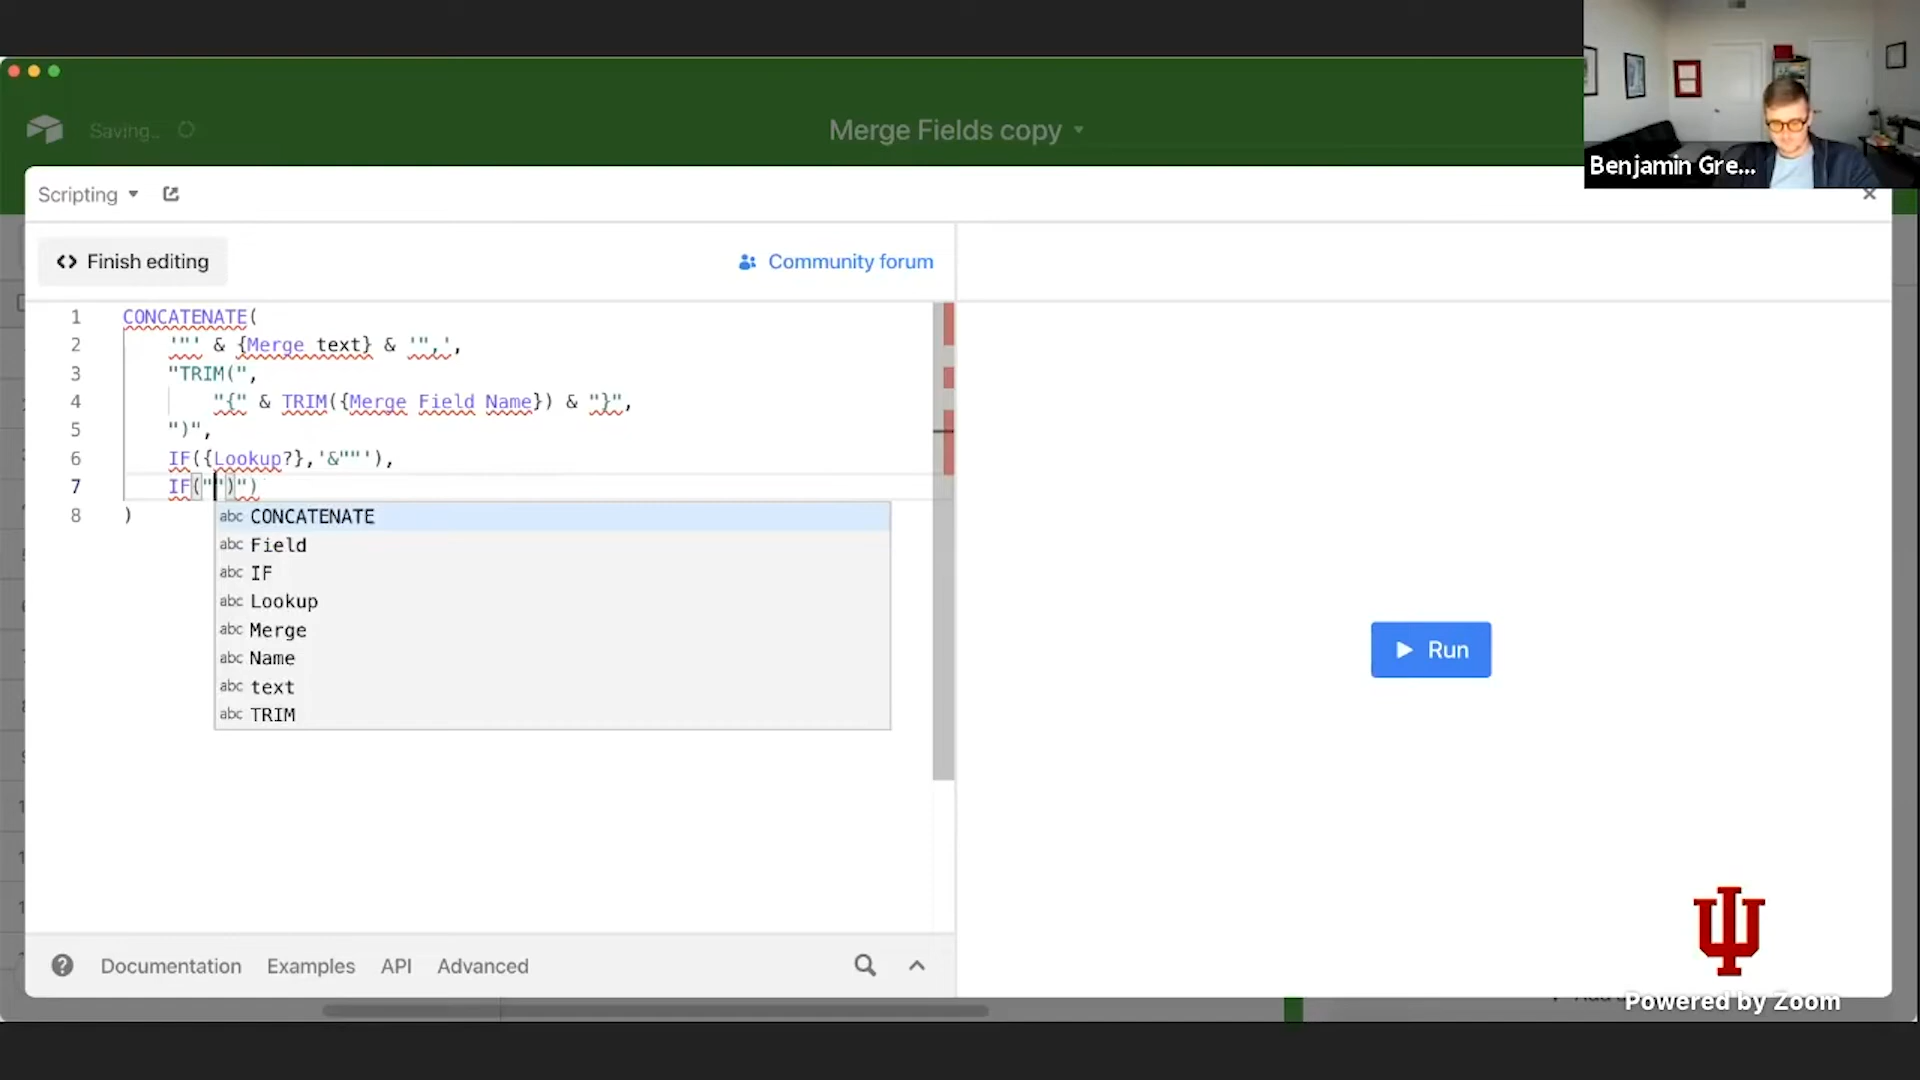 Saving..
Merge Fields copy
Benjamin Gre...
Scripting
Finish editing
Community forum
1 CONCATENATE(
2 '"' & {Merge text} & '",',
3 "TRIM(",
4 "{" & TRIM({Merge Field Name}) & "}",
5 ")",
6 IF({Lookup?},'&""'),
7 IF("")")
8 )
abc CONCATENATE
abc Field
abc IF
abc Lookup
abc Merge
abc Name
abc text
abc TRIM
Run
Documentation
Examples
API
Advanced
Powered by Zoom